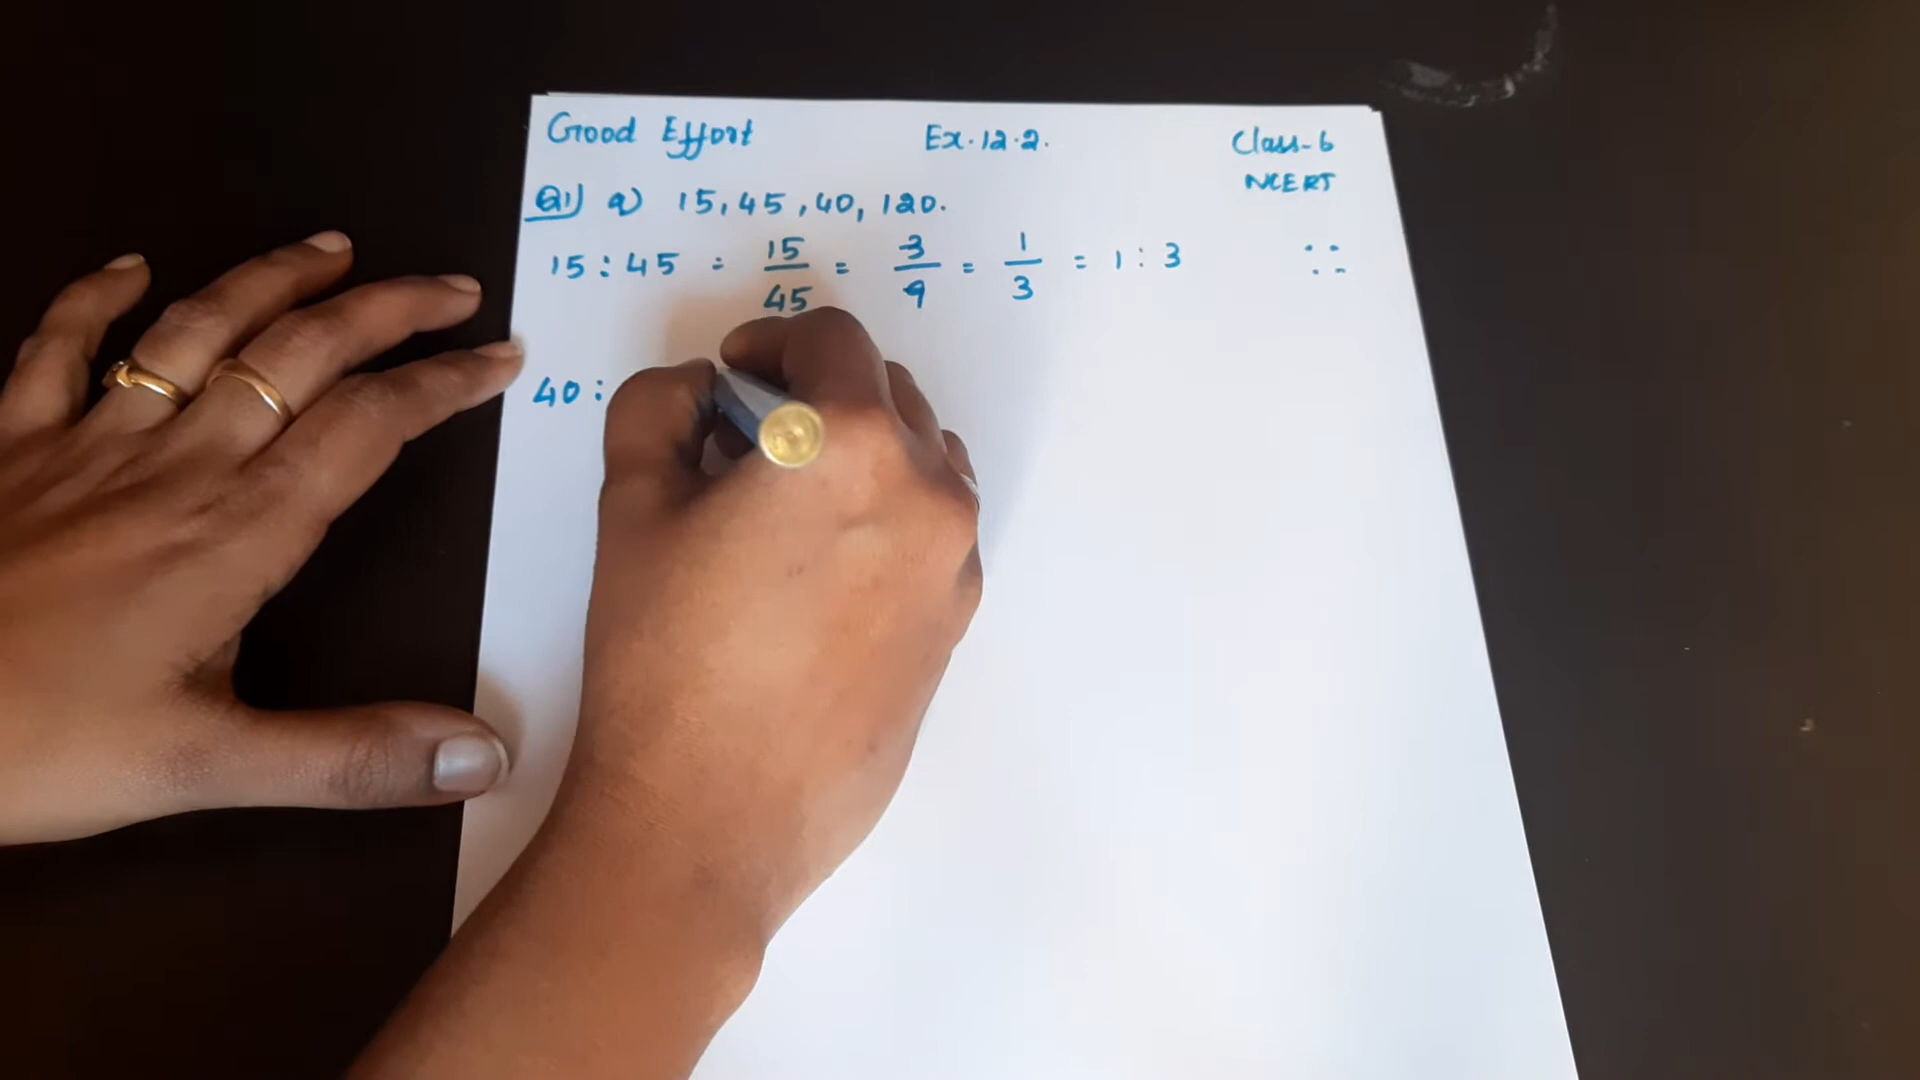 Good Effort Ex.12.2. Class-6
NCERT
Q1) a) 15, 45, 40, 120.
15 : 45 = 15/45 = 3/9 = 1/3 = 1 : 3 ::
40 :